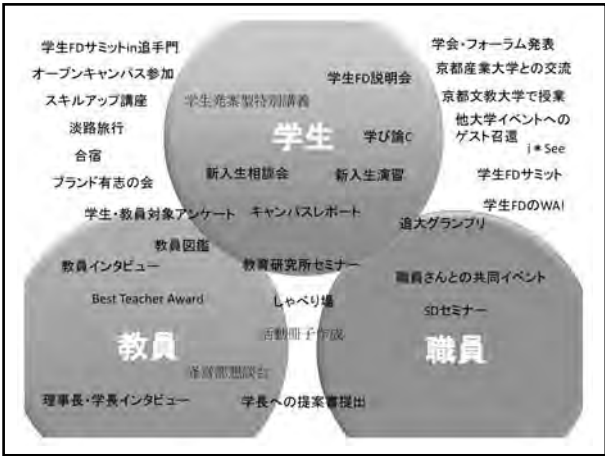 学生FDサミットin追手門
オープンキャンパス参加
スキルアップ講座
淡路旅行
合宿
ブランド有志の会
学会・フォーラム発表
京都産業大学との交流
京都文教大学で授業
他大学イベントへの
ゲスト召還
i*See
学生FDサミット
学生FDのWA!
学生FD説明会
学生発案型特別講義
学生
学び論C
新入生相談会
新入生演習
学生・教員対象アンケート
キャンパスレポート
追大グランプリ
教員図鑑
教員インタビュー
教育研究所セミナー
職員さんとの共同イベント
Best Teacher Award
しゃべり場
SDセミナー
教員
活動冊子作成
職員
理事長・学長インタビュー
学長への提案書提出